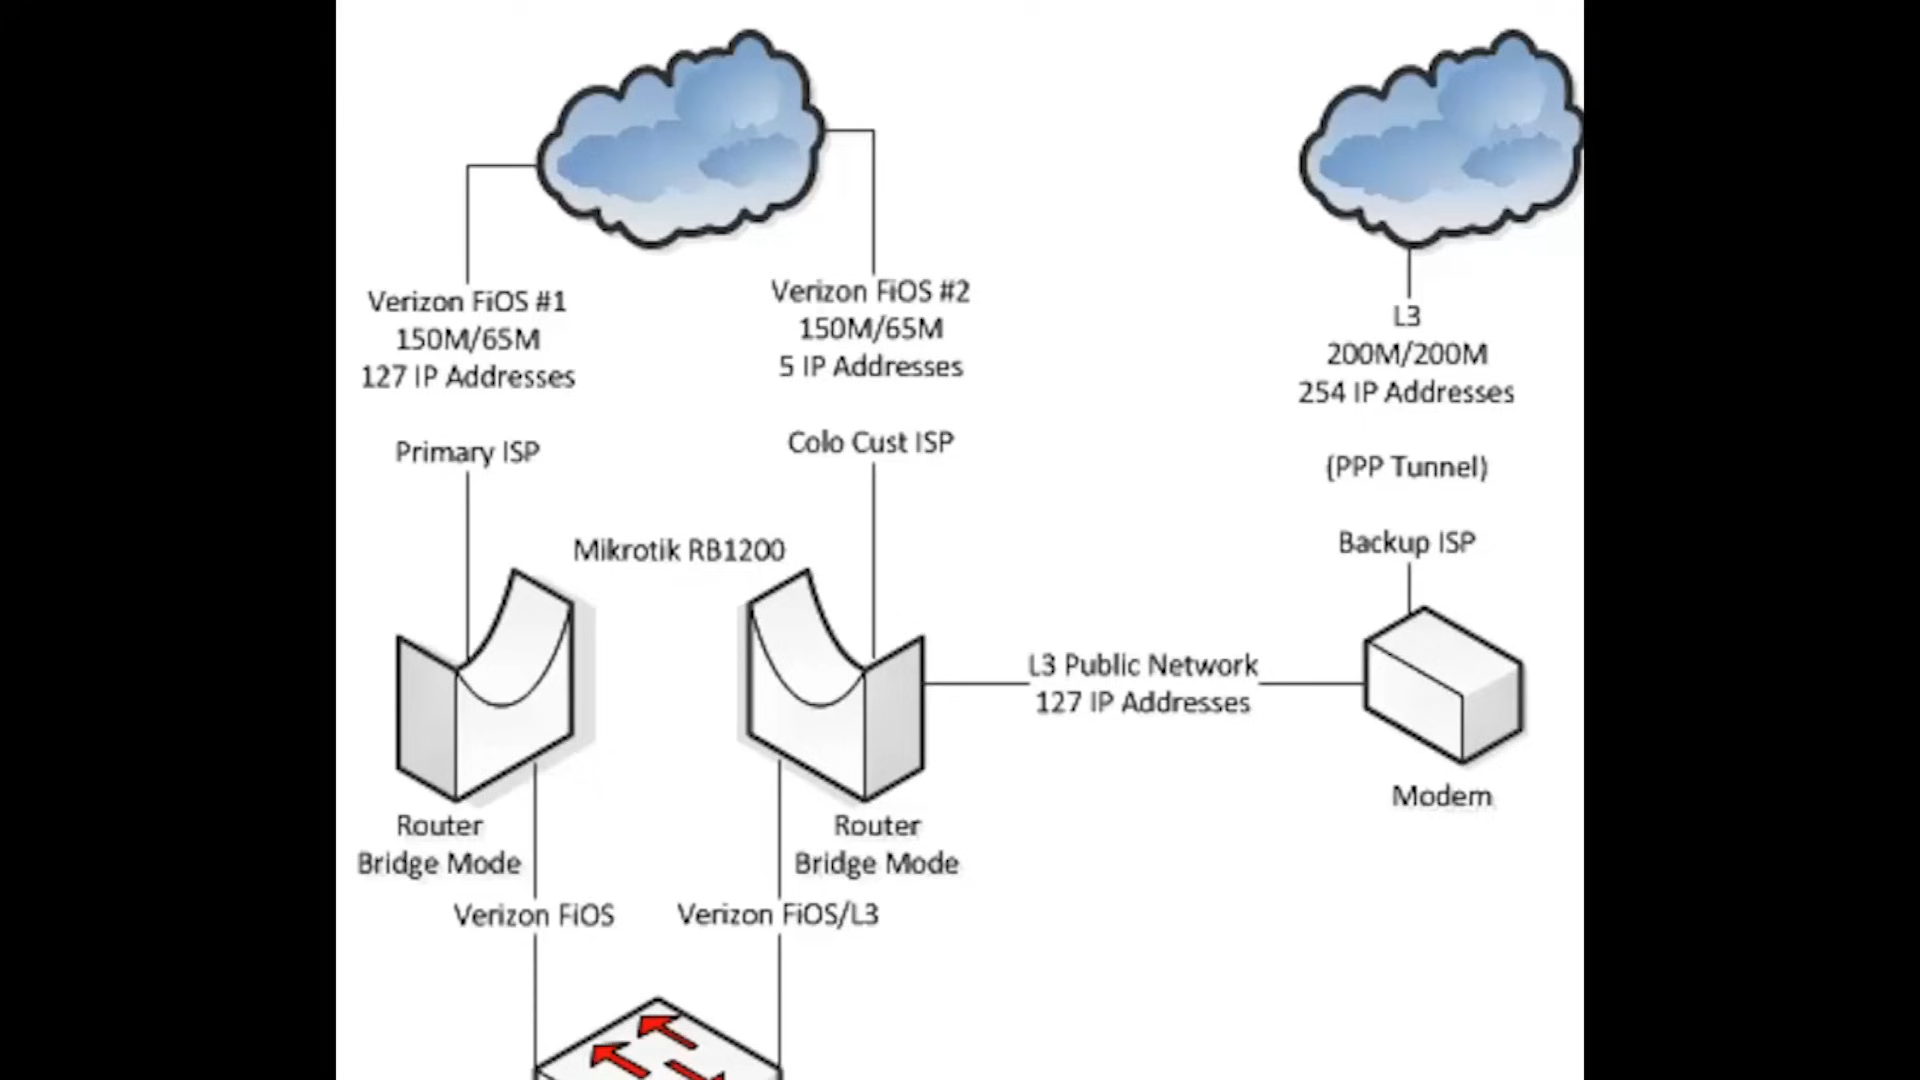 Verizon FiOS #1
150M/65M
127 IP Addresses
Primary ISP
Verizon FiOS #2
150M/65M
5 IP Addresses
Colo Cust ISP
L3
200M/200M
254 IP Addresses
(PPP Tunnel)
Backup ISP
Mikrotik RB1200
L3 Public Network
127 IP Addresses
Modem
Router
Bridge Mode
Router
Bridge Mode
Verizon FiOS
Verizon FiOS/L3